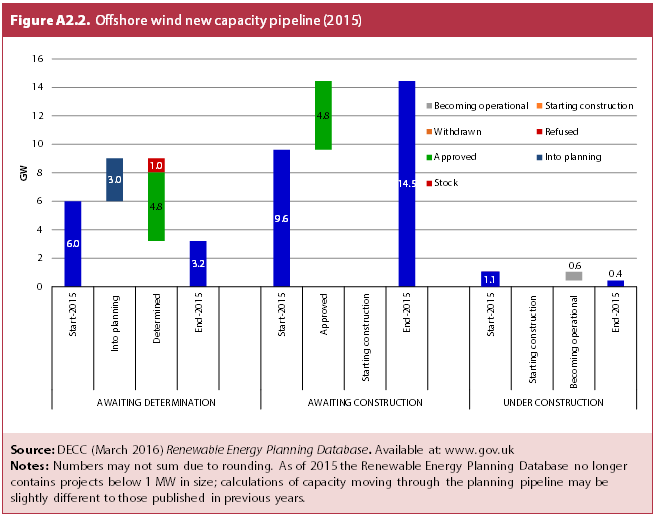 Figure A2.2. Offshore wind new capacity pipeline (2015)
16
14
12
10
8
6
4
2
0
GW
6.0
3.0
1.0
4.8
3.2
9.6
4.8
14.5
1.1
0.6
0.4
Becoming operational
Starting construction
Withdrawn
Refused
Approved
Into planning
Stock
Start-2015
Into planning
Determined
End-2015
Start-2015
Approved
Starting construction
End-2015
Start-2015
Starting construction
Becoming operational
End-2015
AWAITING DETERMINATION
AWAITING CONSTRUCTION
UNDER CONSTRUCTION
Source: DECC (March 2016) Renewable Energy Planning Database. Available at: www.gov.uk
Notes: Numbers may not sum due to rounding. As of 2015 the Renewable Energy Planning Database no longer
contains projects below 1 MW in size; calculations of capacity moving through the planning pipeline may be
slightly different to those published in previous years.